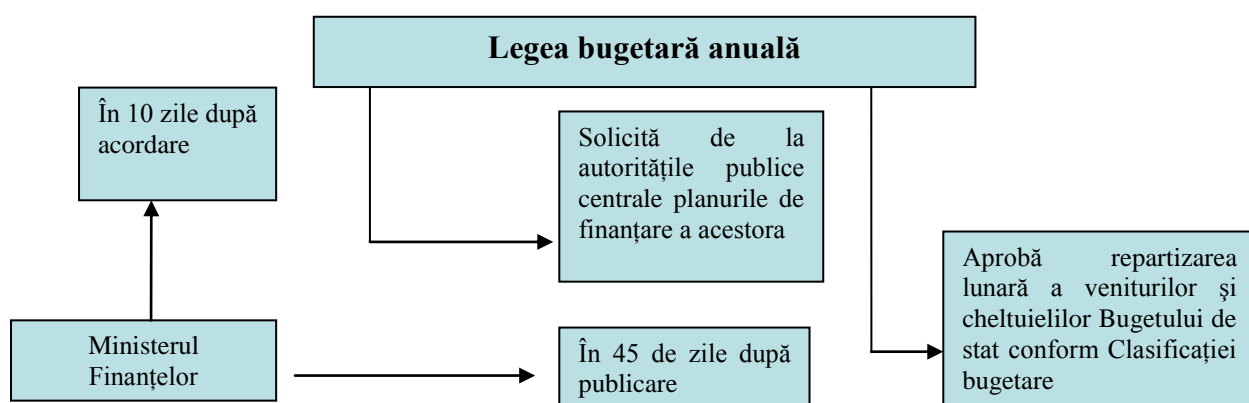 Legea bugetară anuală
În 10 zile după
acordare
Solicită de la
autoritățile publice
centrale planurile de
finanțare a acestora
Aprobă repartizarea
lunară a veniturilor şi
cheltuielilor Bugetului de
stat conform Clasificației
bugetare
Ministerul
Finanțelor
În 45 de zile după
publicare